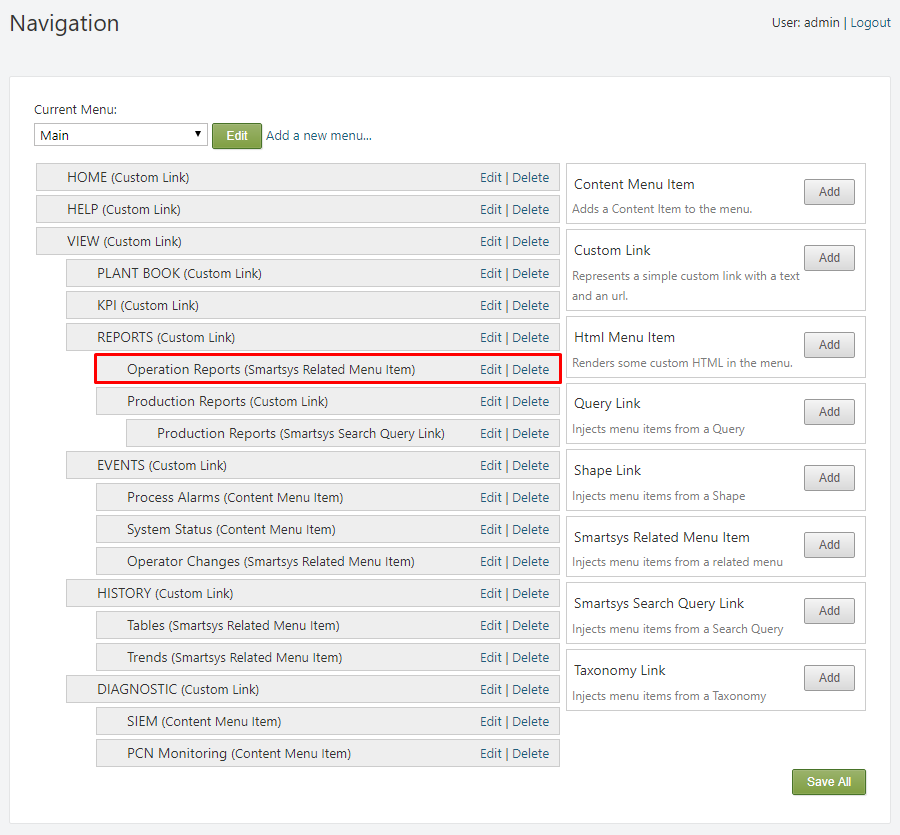 Navigation
User: admin | Logout
Current Menu:
Main
Edit
Add a new menu...
HOME (Custom Link) Edit | Delete
HELP (Custom Link) Edit | Delete
VIEW (Custom Link) Edit | Delete
PLANT BOOK (Custom Link) Edit | Delete
KPI (Custom Link) Edit | Delete
REPORTS (Custom Link) Edit | Delete
Operation Reports (Smartsys Related Menu Item) Edit | Delete
Production Reports (Custom Link) Edit | Delete
Production Reports (Smartsys Search Query Link) Edit | Delete
EVENTS (Custom Link) Edit | Delete
Process Alarms (Content Menu Item) Edit | Delete
System Status (Content Menu Item) Edit | Delete
Operator Changes (Smartsys Related Menu Item) Edit | Delete
HISTORY (Custom Link) Edit | Delete
Tables (Smartsys Related Menu Item) Edit | Delete
Trends (Smartsys Related Menu Item) Edit | Delete
DIAGNOSTIC (Custom Link) Edit | Delete
SIEM (Content Menu Item) Edit | Delete
PCN Monitoring (Content Menu Item) Edit | Delete
Content Menu Item
Add
Adds a Content Item to the menu.
Custom Link
Add
Represents a simple custom link with a text
and an url.
Html Menu Item
Add
Renders some custom HTML in the menu.
Query Link
Add
Injects menu items from a Query
Shape Link
Add
Injects menu items from a Shape
Smartsys Related Menu Item
Add
Injects menu items from a related menu
Smartsys Search Query Link
Add
Injects menu items from a Search Query
Taxonomy Link
Add
Injects menu items from a Taxonomy
Save All